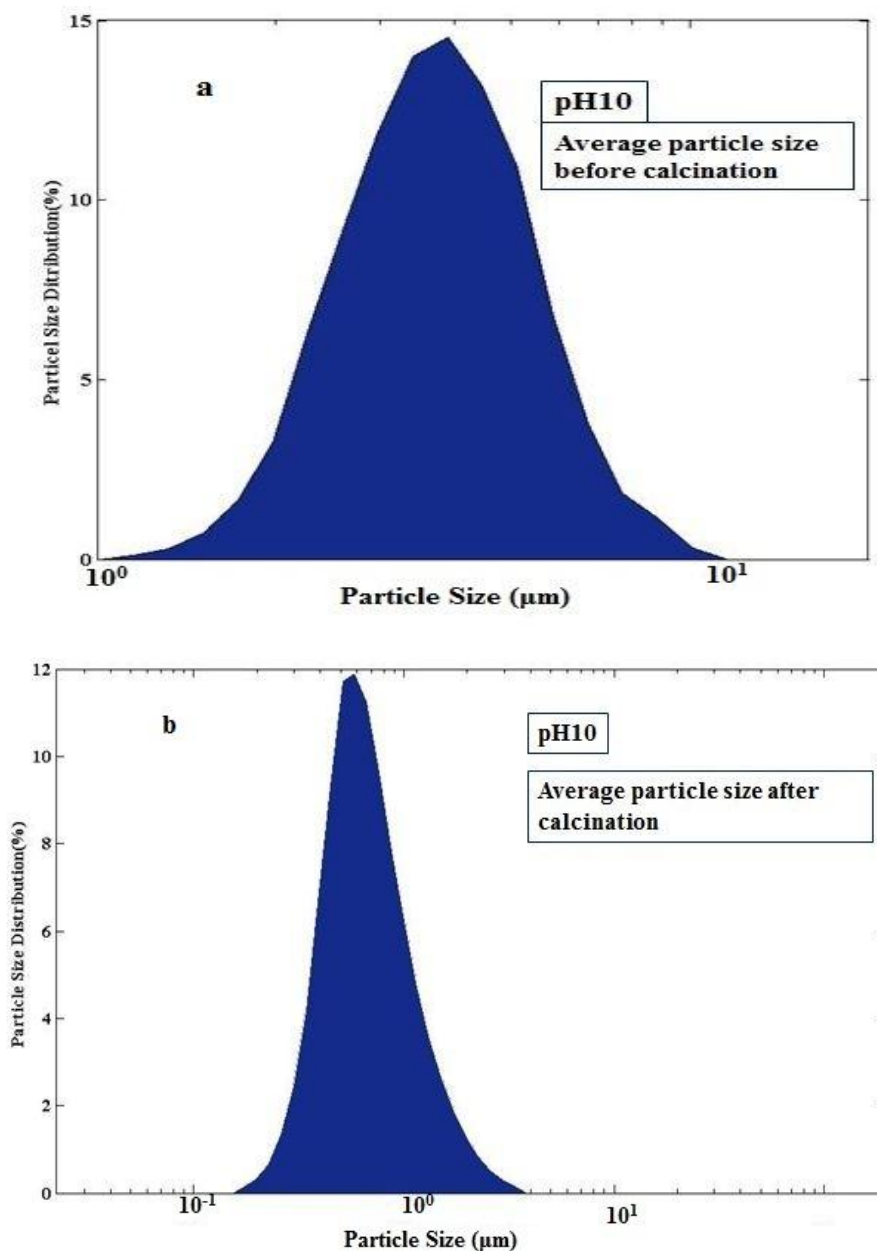 15
a
pH10
Average particle size
before calcination
10
Particel Size Ditribution(%)
5
0
10⁰
10¹
Particle Size (µm)
12
b
pH10
10
Average particle size after
calcination
8
Particle Size Distribution(%)
6
4
2
0
10⁻¹
10⁰
10¹
Particle Size (µm)